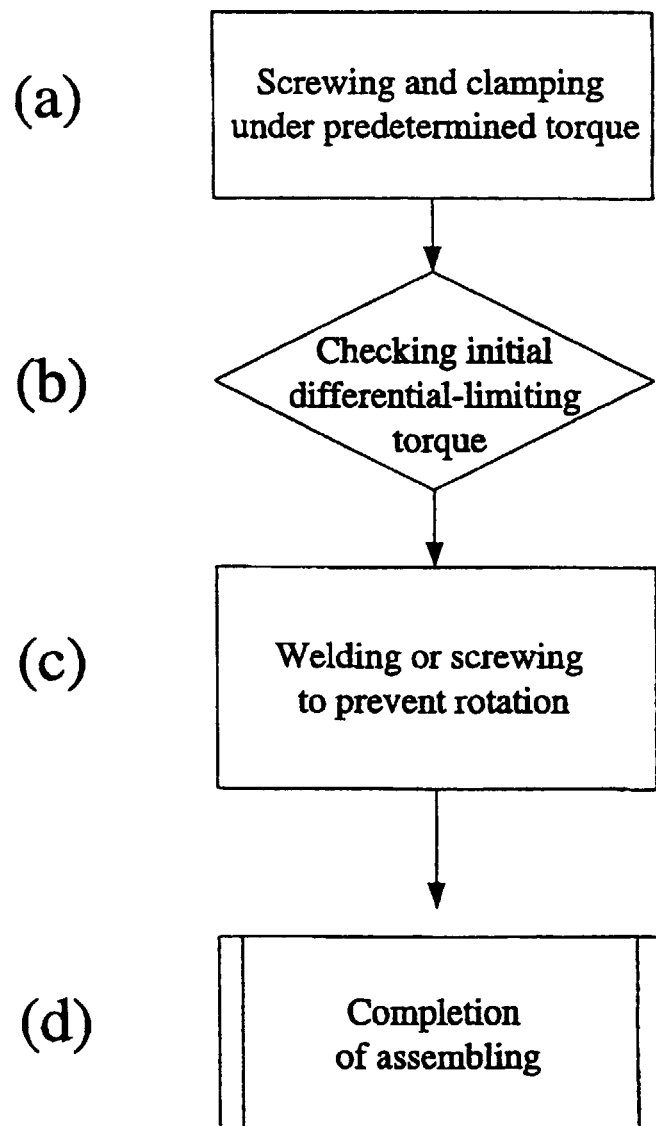 (a)
Screwing and clamping
under predetermined torque
(b)
Checking initial
differential-limiting
torque
(c)
Welding or screwing
to prevent rotation
(d)
Completion
of assembling